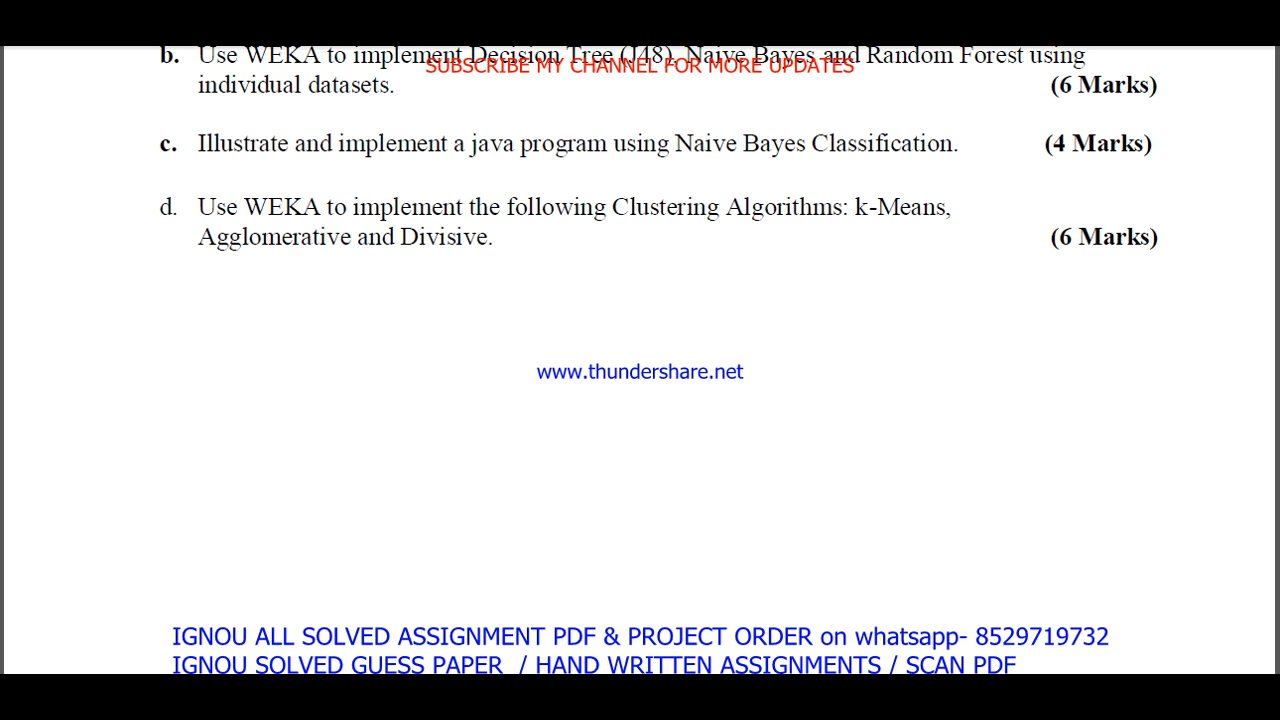 b. Use WEKA to implement Decision Tree (J48), Naive Bayes and Random Forest using
SUBSCRIBE MY CHANNEL FOR MORE UPDATES
individual datasets. (6 Marks)
c. Illustrate and implement a java program using Naive Bayes Classification. (4 Marks)
d. Use WEKA to implement the following Clustering Algorithms: k-Means,
Agglomerative and Divisive. (6 Marks)
www.thundershare.net
IGNOU ALL SOLVED ASSIGNMENT PDF & PROJECT ORDER on whatsapp- 8529719732
IGNOU SOLVED GUESS PAPER / HAND WRITTEN ASSIGNMENTS / SCAN PDF